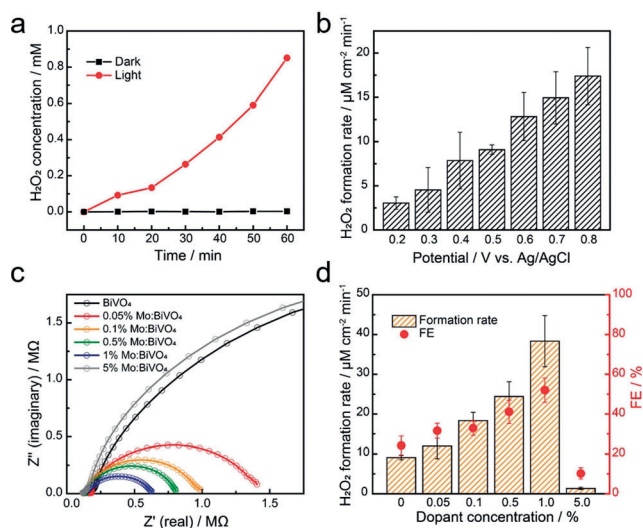 a
H₂O₂ concentration / mM
1.0
0.8
0.6
0.4
0.2
0.0
Dark
Light
0 10 20 30 40 50 60
Time / min
b
H₂O₂ formation rate / µM cm⁻² min⁻¹
25
20
15
10
5
0
0.2 0.3 0.4 0.5 0.6 0.7 0.8
Potential / V vs. Ag/AgCl
c
Z'' (imaginary) / MΩ
1.5
1.0
0.5
0.0
BiVO₄
0.05% Mo:BiVO₄
0.1% Mo:BiVO₄
0.5% Mo:BiVO₄
1% Mo:BiVO₄
5% Mo:BiVO₄
0.0 0.5 1.0 1.5
Z' (real) / MΩ
d
H₂O₂ formation rate / µM cm⁻² min⁻¹
50
40
30
20
10
0
Formation rate
FE
100
80
60
40
20
0
FE / %
0 0.05 0.1 0.5 1.0 5.0
Dopant concentration / %